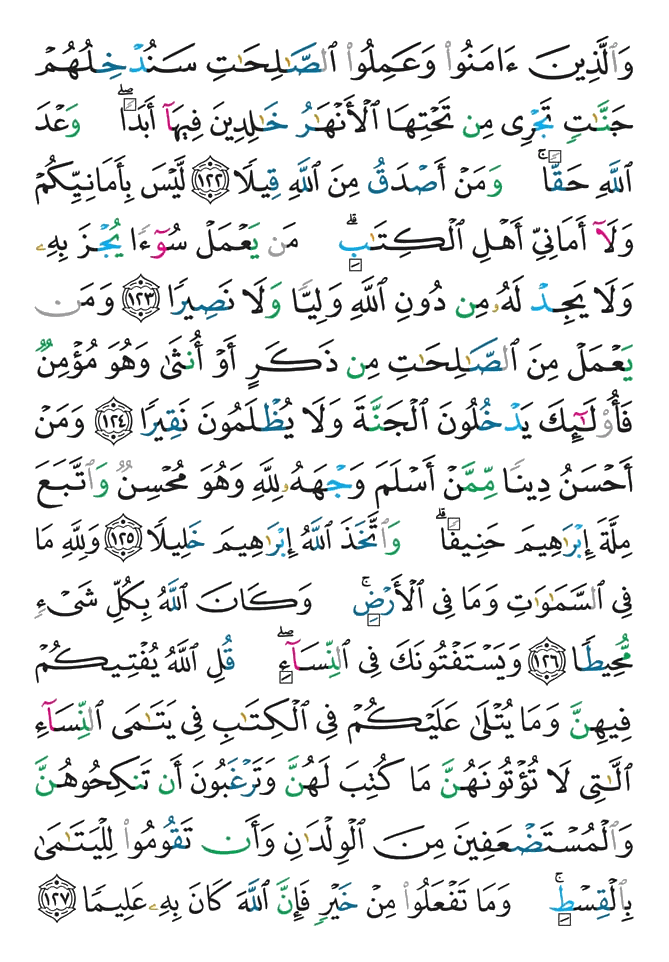 وَٱلَّذِينَ ءَامَنُوا۟ وَعَمِلُوا۟ ٱلصَّـٰلِحَـٰتِ سَنُدْخِلُهُمْ
جَنَّـٰتٍ تَجْرِى مِن تَحْتِهَا ٱلْأَنْهَـٰرُ خَـٰلِدِينَ فِيهَآ أَبَدًا ۖ وَعْدَ
ٱللَّهِ حَقًّا ۚ وَمَنْ أَصْدَقُ مِنَ ٱللَّهِ قِيلًا ﴿١٢٢﴾ لَّيْسَ بِأَمَانِيِّكُمْ
وَلَآ أَمَانِىِّ أَهْلِ ٱلْكِتَـٰبِ ۗ مَن يَعْمَلْ سُوٓءًا يُجْزَ بِهِۦ
وَلَا يَجِدْ لَهُۥ مِن دُونِ ٱللَّهِ وَلِيًّا وَلَا نَصِيرًا ﴿١٢٣﴾ وَمَن
يَعْمَلْ مِنَ ٱلصَّـٰلِحَـٰتِ مِن ذَكَرٍ أَوْ أُنثَىٰ وَهُوَ مُؤْمِنٌ
فَأُو۟لَـٰٓئِكَ يَدْخُلُونَ ٱلْجَنَّةَ وَلَا يُظْلَمُونَ نَقِيرًا ﴿١٢٤﴾ وَمَنْ
أَحْسَنُ دِينًا مِّمَّنْ أَسْلَمَ وَجْهَهُۥ لِلَّهِ وَهُوَ مُحْسِنٌ وَٱتَّبَعَ
مِلَّةَ إِبْرَٰهِيمَ حَنِيفًا ۗ وَٱتَّخَذَ ٱللَّهُ إِبْرَٰهِيمَ خَلِيلًا ﴿١٢٥﴾ وَلِلَّهِ مَا
فِى ٱلسَّمَـٰوَٰتِ وَمَا فِى ٱلْأَرْضِ ۚ وَكَانَ ٱللَّهُ بِكُلِّ شَىْءٍ
مُّحِيطًا ﴿١٢٦﴾ وَيَسْتَفْتُونَكَ فِى ٱلنِّسَآءِ ۖ قُلِ ٱللَّهُ يُفْتِيكُمْ
فِيهِنَّ وَمَا يُتْلَىٰ عَلَيْكُمْ فِى ٱلْكِتَـٰبِ فِى يَتَـٰمَى ٱلنِّسَآءِ
ٱلَّـٰتِى لَا تُؤْتُونَهُنَّ مَا كُتِبَ لَهُنَّ وَتَرْغَبُونَ أَن تَنكِحُوهُنَّ
وَٱلْمُسْتَضْعَفِينَ مِنَ ٱلْوِلْدَٰنِ وَأَن تَقُومُوا۟ لِلْيَتَـٰمَىٰ
بِٱلْقِسْطِ ۚ وَمَا تَفْعَلُوا۟ مِنْ خَيْرٍ فَإِنَّ ٱللَّهَ كَانَ بِهِۦ عَلِيمًا ﴿١٢٧﴾